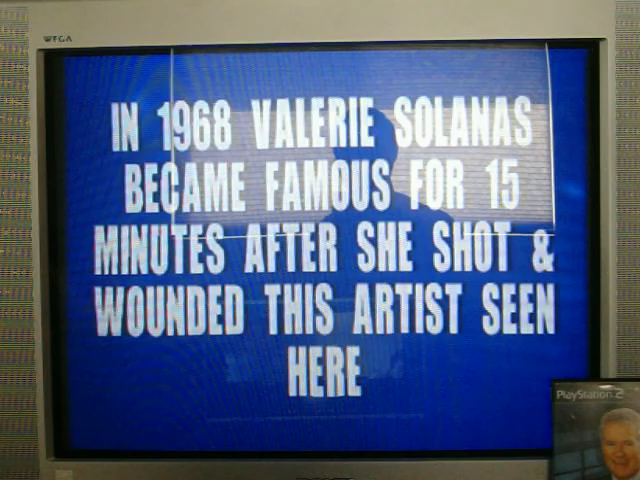 WEGA
IN 1968 VALERIE SOLANAS
BECAME FAMOUS FOR 15
MINUTES AFTER SHE SHOT &
WOUNDED THIS ARTIST SEEN
HERE
PlayStation 2